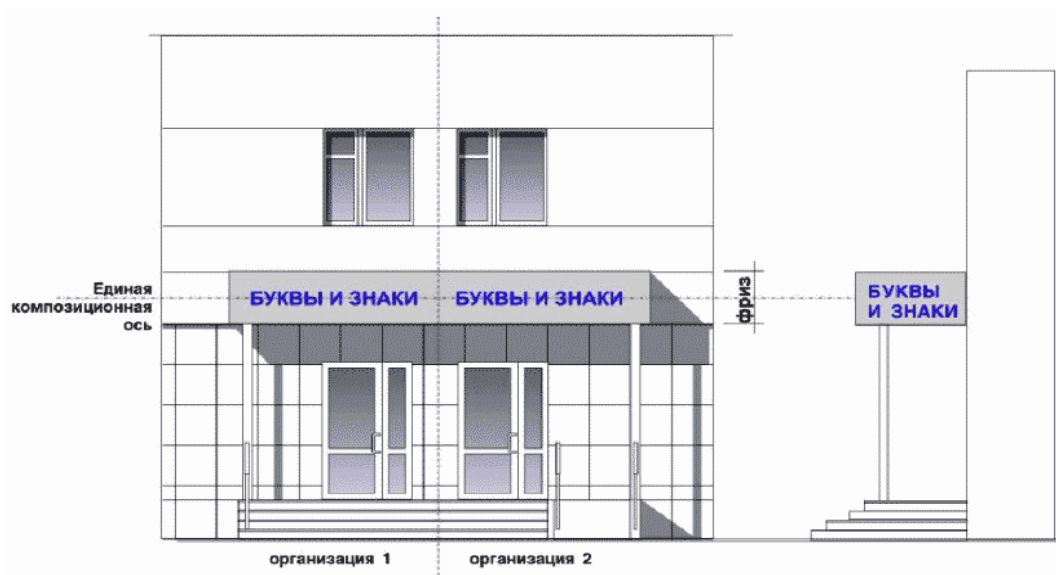 Единая
композиционная
ось
БУКВЫ И ЗНАКИ
БУКВЫ И ЗНАКИ
фриз
БУКВЫ
И ЗНАКИ
организация 1
организация 2